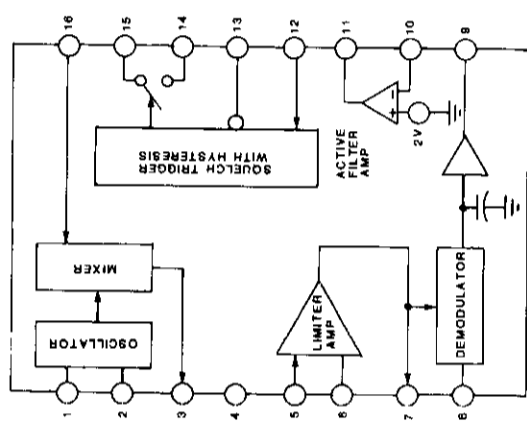 16
15
14
13
12
11
10
9
SQUELCH TRIGGER
WITH HYSTERESIS
ACTIVE
FILTER
AMP
+
-
2V
MIXER
OSCILLATOR
LIMITER
AMP
DEMODULATOR
1
2
3
4
5
6
7
8